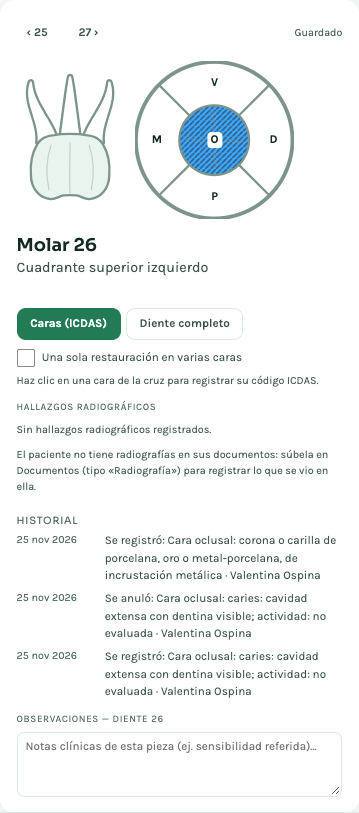 ‹ 25
27 ›
Guardado
V
M
O
D
P
Molar 26
Cuadrante superior izquierdo
Caras (ICDAS)
Diente completo
Una sola restauración en varias caras
Haz clic en una cara de la cruz para registrar su código ICDAS.
HALLAZGOS RADIOGRÁFICOS
Sin hallazgos radiográficos registrados.
El paciente no tiene radiografía en sus documentos: súbela en
Documentos (tipo «Radiografía») para registrar lo que se vio en
ella.
HISTORIAL
25 nov 2026
Se registró: Cara oclusal: corona o carilla de
porcelana, oro o metal-porcelana, de
incrustación metálica · Valentina Ospina
25 nov 2026
Se anuló: Cara oclusal: caries: cavidad
extensa con dentina visible; actividad: no
evaluada · Valentina Ospina
25 nov 2026
Se registró: Cara oclusal: caries: cavidad
extensa con dentina visible; actividad: no
evaluada · Valentina Ospina
OBSERVACIONES — DIENTE 26
Notas clínicas de esta pieza (ej. sensibilidad referida)...